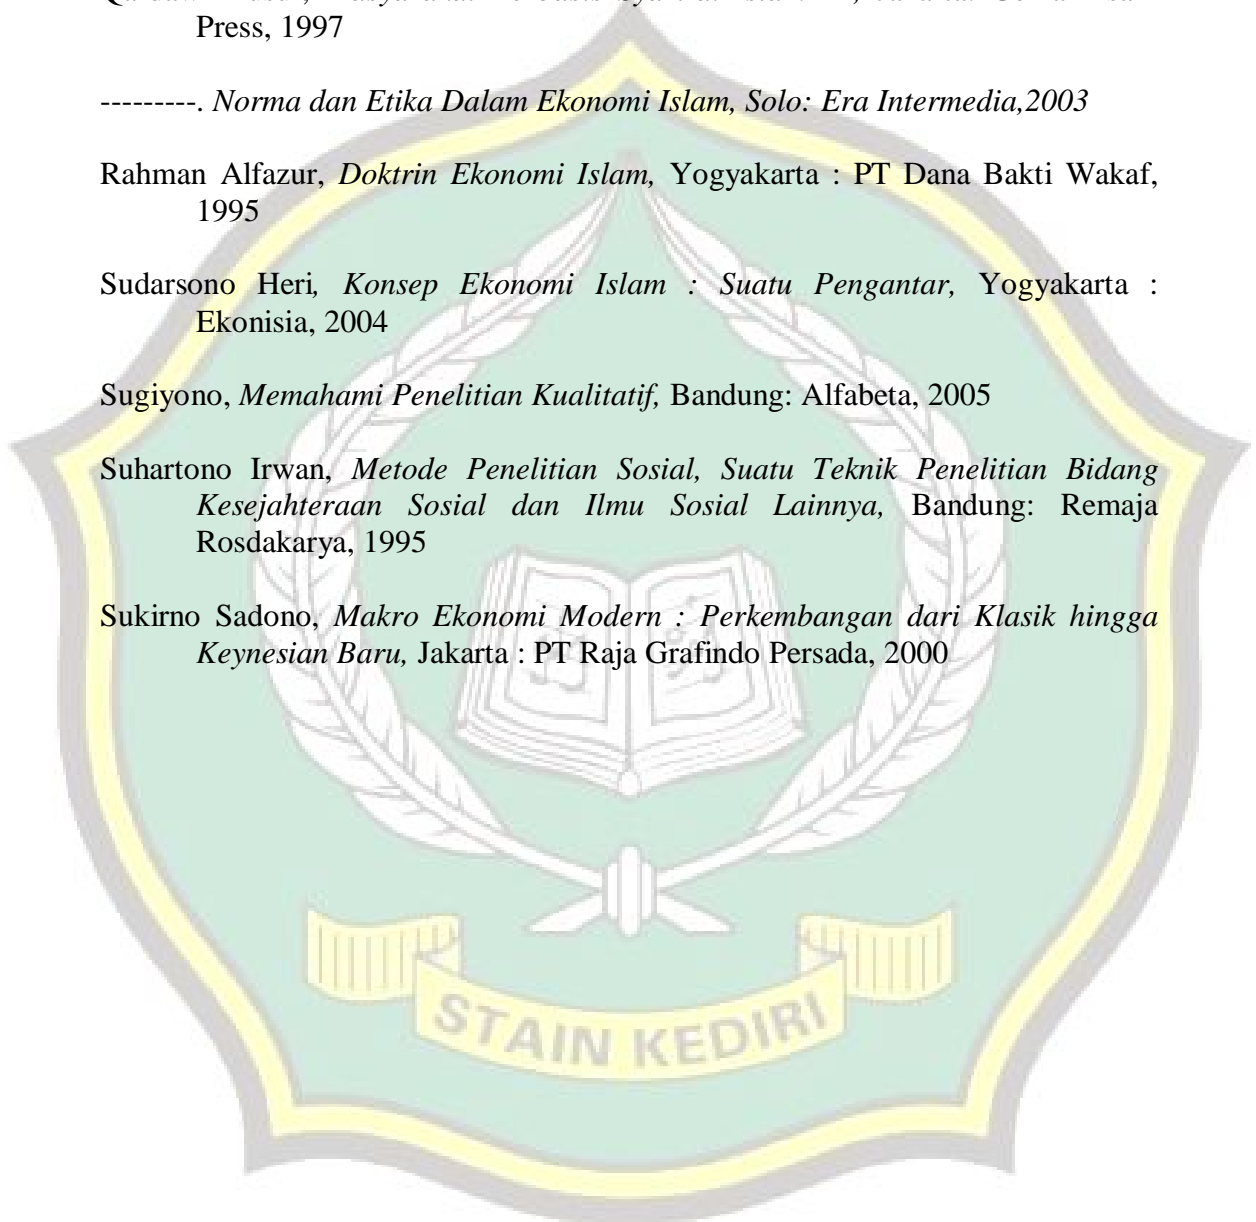 Press, 1997
---------. Norma dan Etika Dalam Ekonomi Islam, Solo: Era Intermedia,2003
Rahman Alfazur, Doktrin Ekonomi Islam, Yogyakarta : PT Dana Bakti Wakaf,
1995
Sudarsono Heri, Konsep Ekonomi Islam : Suatu Pengantar, Yogyakarta :
Ekonisia, 2004
Sugiyono, Memahami Penelitian Kualitatif, Bandung: Alfabeta, 2005
Suhartono Irwan, Metode Penelitian Sosial, Suatu Teknik Penelitian Bidang
Kesejahteraan Sosial dan Ilmu Sosial Lainnya, Bandung: Remaja
Rosdakarya, 1995
Sukirno Sadono, Makro Ekonomi Modern : Perkembangan dari Klasik hingga
Keynesian Baru, Jakarta : PT Raja Grafindo Persada, 2000
STAIN KEDIRI